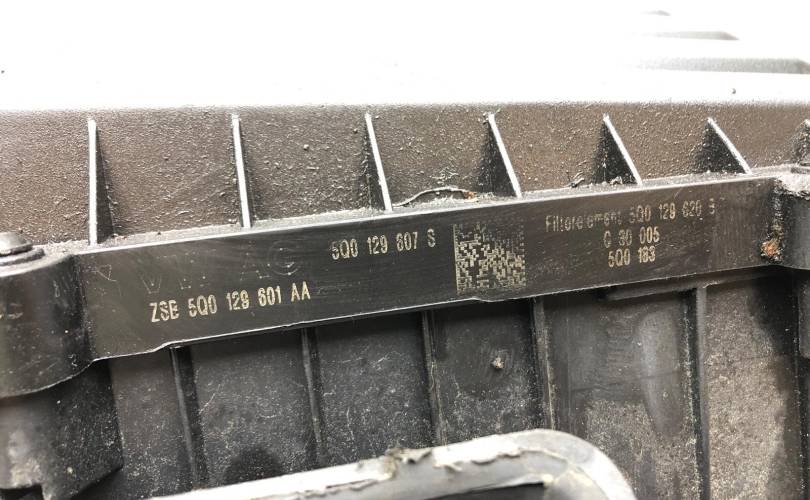 5Q0 129 607 S
ZSB 5Q0 129 601 AA
Filterelement 5Q0 129 620 B
C 30 005
5Q0 183